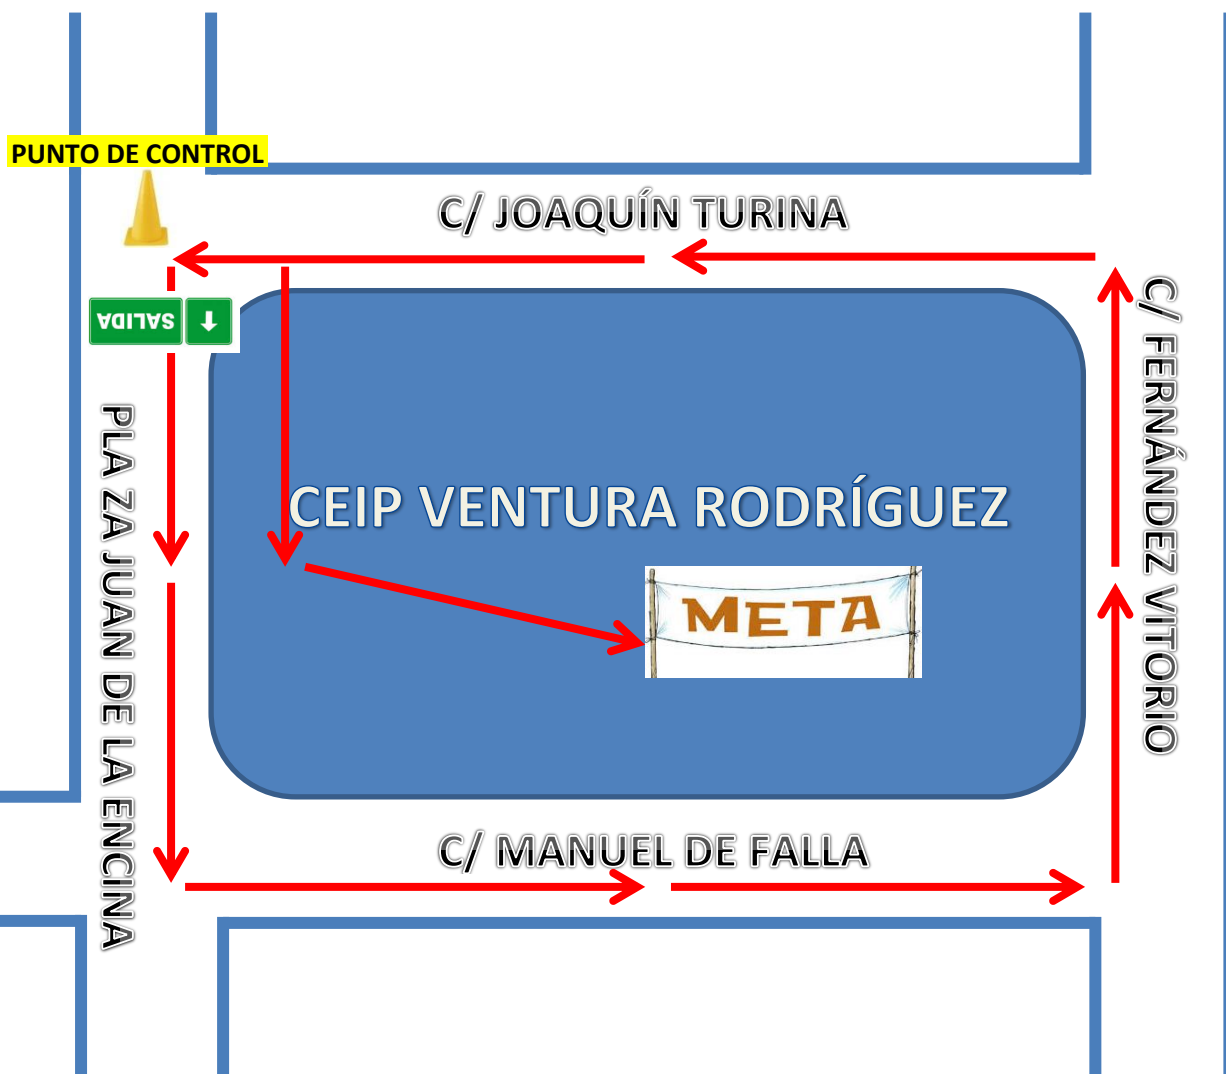 PUNTO DE CONTROL
C/ JOAQUÍN TURINA
SALIDA
PLA ZA JUAN DE LA ENCINA
CEIP VENTURA RODRÍGUEZ
META
C/ FERNÁNDEZ VITORIO
C/ MANUEL DE FALLA